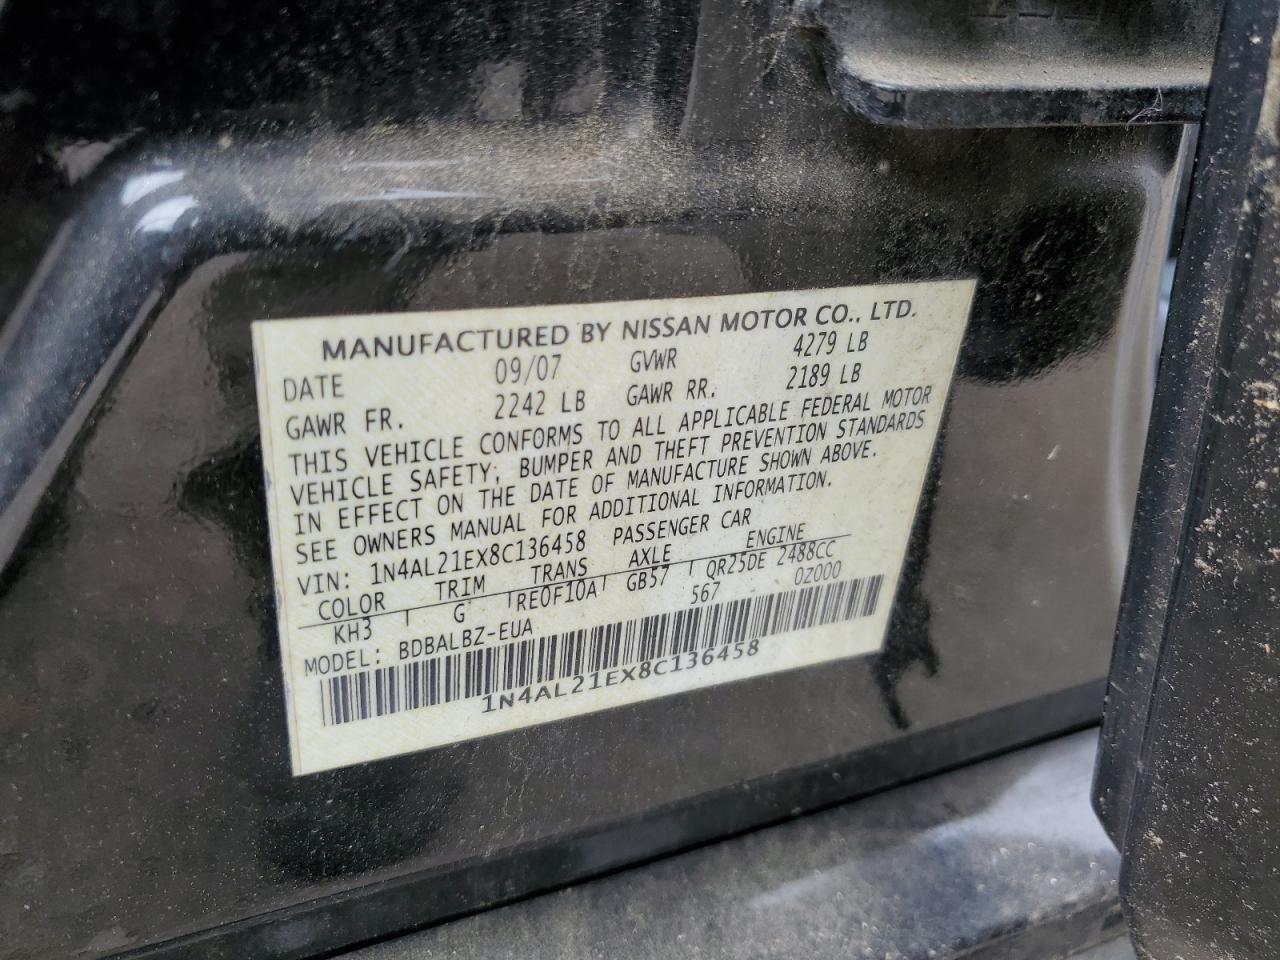 MANUFACTURED BY NISSAN MOTOR CO., LTD.
DATE 09/07 GVWR 4279 LB
GAWR FR. 2242 LB GAWR RR. 2189 LB
THIS VEHICLE CONFORMS TO ALL APPLICABLE FEDERAL MOTOR
VEHICLE SAFETY, BUMPER AND THEFT PREVENTION STANDARDS
IN EFFECT ON THE DATE OF MANUFACTURE SHOWN ABOVE.
SEE OWNERS MANUAL FOR ADDITIONAL INFORMATION.
VIN: 1N4AL21EX8C136458 PASSENGER CAR
COLOR TRIM TRANS AXLE ENGINE
KH3 G RE0F10A GB57 QR25DE 2488CC
MODEL: BDBALBZ-EUA 567 0Z000
1N4AL21EX8C136458